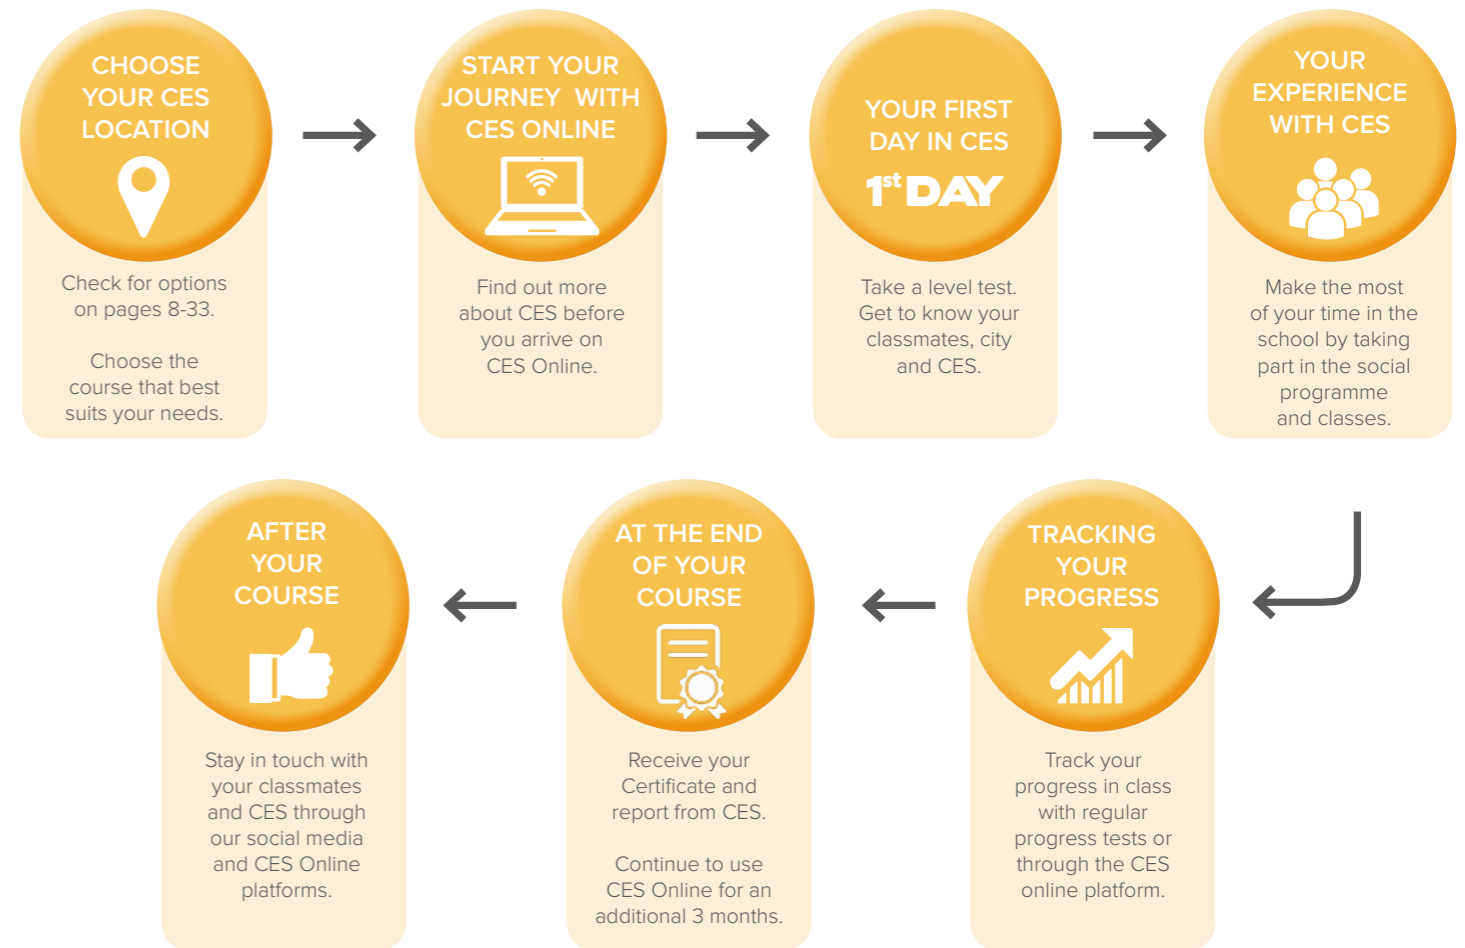 CHOOSE
YOUR CES
LOCATION
Check for options
on pages 8-33.
Choose the
course that best
suits your needs.
START YOUR
JOURNEY WITH
CES ONLINE
Find out more
about CES before
you arrive on
CES Online.
YOUR FIRST
DAY IN CES
1st DAY
Take a level test.
Get to know your
classmates, city
and CES.
YOUR
EXPERIENCE
WITH CES
Make the most
of your time in the
school by taking
part in the social
programme
and classes.
TRACKING
YOUR
PROGRESS
Track your
progress in class
with regular
progress tests or
through the CES
online platform.
AT THE END
OF YOUR
COURSE
Receive your
Certificate and
report from CES.
Continue to use
CES Online for an
additional 3 months.
AFTER
YOUR
COURSE
Stay in touch with
your classmates
and CES through
our social media
and CES Online
platforms.